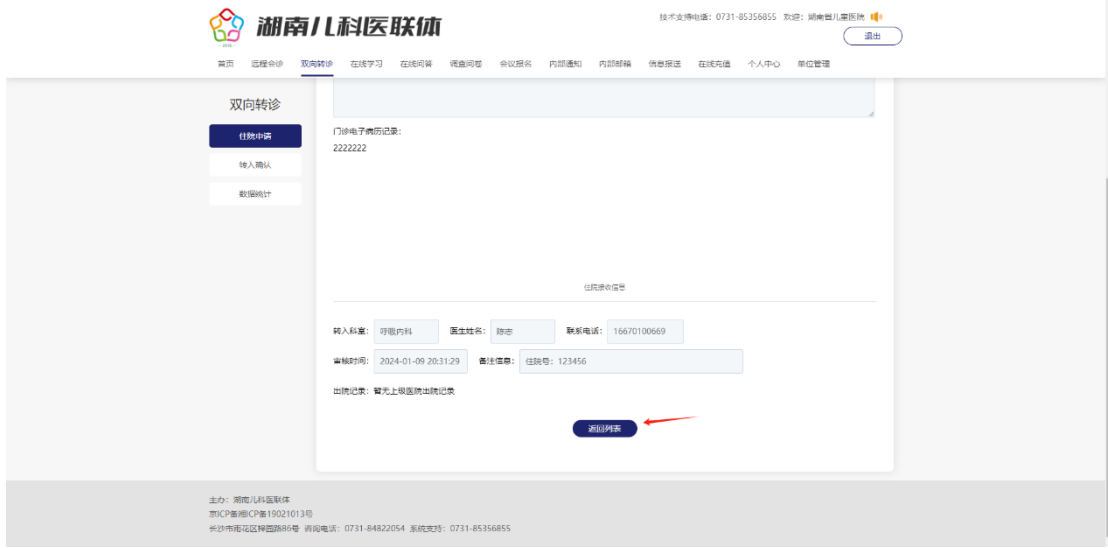 湖南儿科医联体
技术支持电话：0731-85356855 欢迎：湖南省儿童医院
退出
首页 远程会诊 双向转诊 在线学习 在线问答 调查问卷 会议报名 内部通知 内部邮箱 信息报送 在线充值 个人中心 单位管理
双向转诊
住院申请
转入确认
数据统计
门诊电子病历记录：
2222222
住院接收信息
转入科室： 呼吸内科 医生姓名： 陈志 联系电话： 16670100669
审核时间： 2024-01-09 20:31:29 备注信息： 住院号：123456
出院记录：暂无上级医院出院记录
返回列表
主办：湖南儿科医联体
京ICP备湘ICP备19021013号
长沙市雨花区梓园路86号 咨询电话：0731-84822054 系统支持：0731-85356855